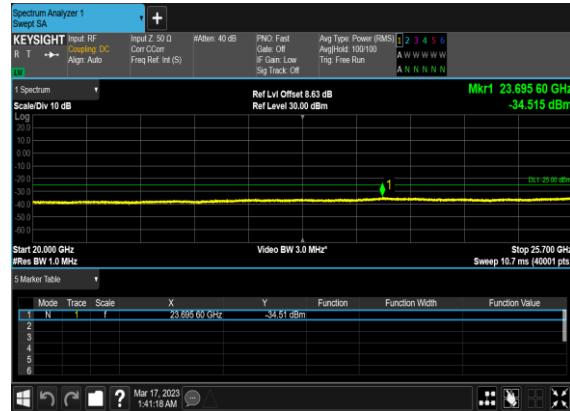 Spectrum Analyzer 1
Swept SA
+
KEYSIGHT Input: RF Input Z: 50 Ω #Atten: 40 dB PNO: Fast Avg Type: Power (RMS) 1 2 3 4 5 6
R T Coupling: DC Corr CCorr Gate: Off Avg|Hold: 100/100 A W W W W W
Align: Auto Freq Ref: Int (S) IF Gain: Low Trig: Free Run
Sig Track: Off A N N N N N
1 Spectrum Ref Lvl Offset 8.63 dB Mkr1 23.695 60 GHz
Scale/Div 10 dB Ref Level 30.00 dBm -34.515 dBm
Log
20.0
10.0
0.00
-10.0
-20.0
DL1 -25.00 dBm
1
-30.0
-40.0
-50.0
-60.0
Start 20.000 GHz Video BW 3.0 MHz* Stop 25.700 GHz
#Res BW 1.0 MHz Sweep 10.7 ms (40001 pts)
5 Marker Table
Mode Trace Scale X Y Function Function Width Function Value
1 N 1 f 23.695 60 GHz -34.51 dBm
2
3
4
5
6
? Mar 17, 2023
1:41:18 AM